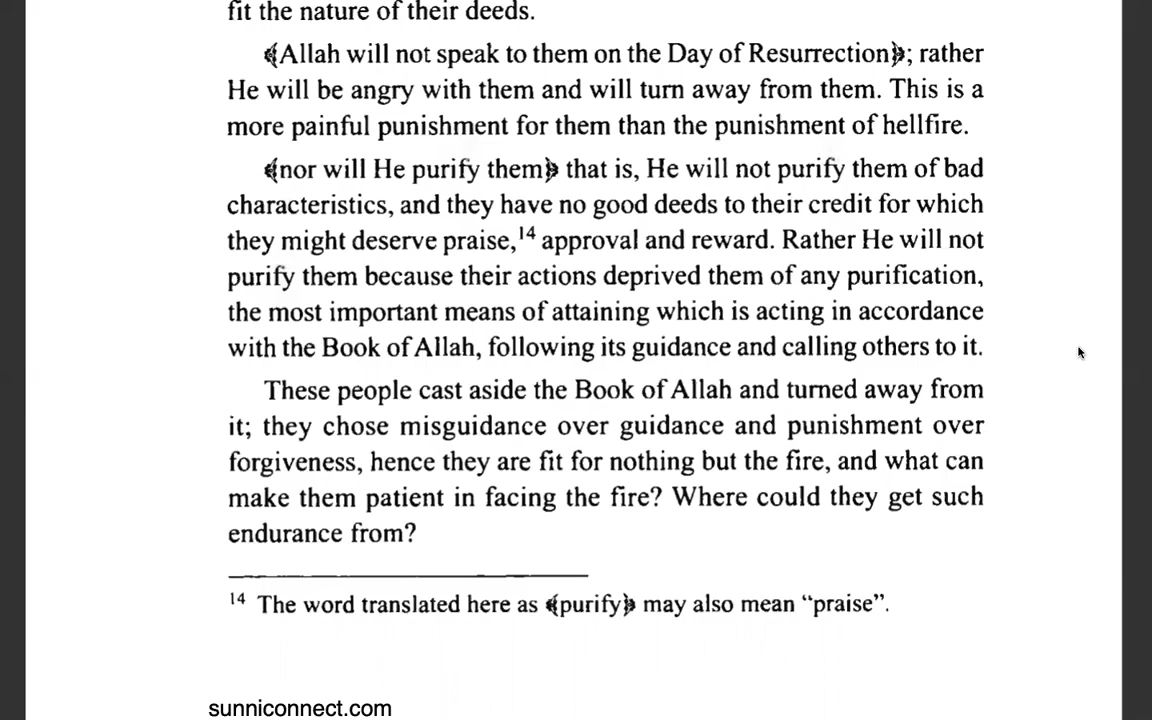 fit the nature of their deeds.
﴾Allah will not speak to them on the Day of Resurrection﴿; rather
He will be angry with them and will turn away from them. This is a
more painful punishment for them than the punishment of hellfire.
﴾nor will He purify them﴿ that is, He will not purify them of bad
characteristics, and they have no good deeds to their credit for which
they might deserve praise,¹⁴ approval and reward. Rather He will not
purify them because their actions deprived them of any purification,
the most important means of attaining which is acting in accordance
with the Book of Allah, following its guidance and calling others to it.
These people cast aside the Book of Allah and turned away from
it; they chose misguidance over guidance and punishment over
forgiveness, hence they are fit for nothing but the fire, and what can
make them patient in facing the fire? Where could they get such
endurance from?
¹⁴ The word translated here as ﴾purify﴿ may also mean “praise”.
sunniconnect.com